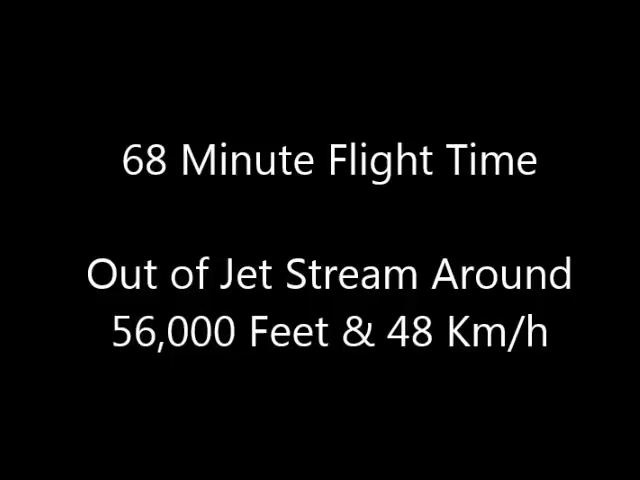 68 Minute Flight Time
Out of Jet Stream Around
56,000 Feet & 48 Km/h